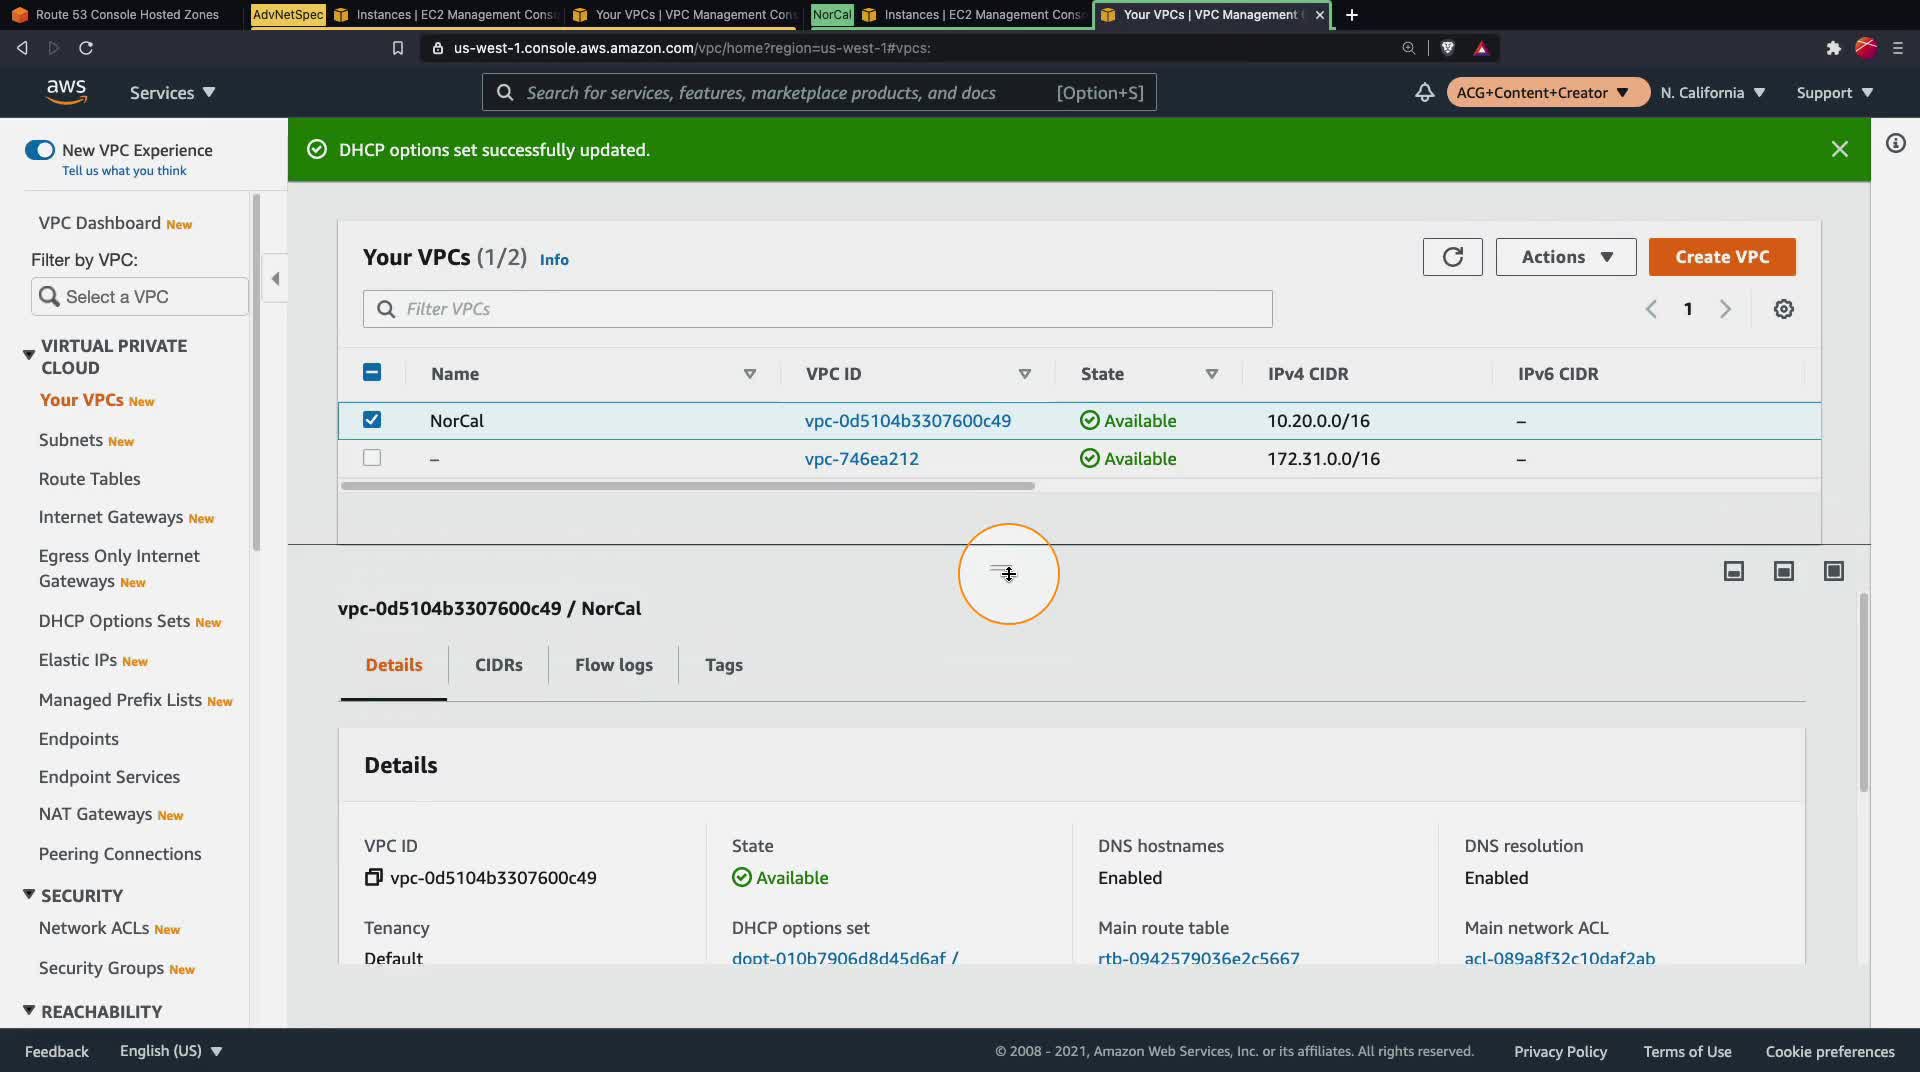 Route 53 Console Hosted Zones
AdvNetSpec
Instances | EC2 Management Cons
Your VPCs | VPC Management Con
NorCal
Instances | EC2 Management Cons
Your VPCs | VPC Management
us-west-1.console.aws.amazon.com/vpc/home?region=us-west-1#vpcs:
aws
Services
Search for services, features, marketplace products, and docs
[Option+S]
ACG+Content+Creator
N. California
Support
New VPC Experience
Tell us what you think
VPC Dashboard New
Filter by VPC:
Select a VPC
VIRTUAL PRIVATE
CLOUD
Your VPCs New
Subnets New
Route Tables
Internet Gateways New
Egress Only Internet
Gateways New
DHCP Options Sets New
Elastic IPs New
Managed Prefix Lists New
Endpoints
Endpoint Services
NAT Gateways New
Peering Connections
SECURITY
Network ACLs New
Security Groups New
REACHABILITY
DHCP options set successfully updated.
Your VPCs (1/2) Info
Actions
Create VPC
Filter VPCs
1
Name VPC ID State IPv4 CIDR IPv6 CIDR
NorCal vpc-0d5104b3307600c49 Available 10.20.0.0/16 –
– vpc-746ea212 Available 172.31.0.0/16 –
vpc-0d5104b3307600c49 / NorCal
Details CIDRs Flow logs Tags
Details
VPC ID State DNS hostnames DNS resolution
vpc-0d5104b3307600c49 Available Enabled Enabled
Tenancy DHCP options set Main route table Main network ACL
Default dopt-010b7906d8d45d6af / rtb-0942579036e2c5667 acl-089a8f32c10daf2ab
Feedback English (US) © 2008 - 2021, Amazon Web Services, Inc. or its affiliates. All rights reserved. Privacy Policy Terms of Use Cookie preferences